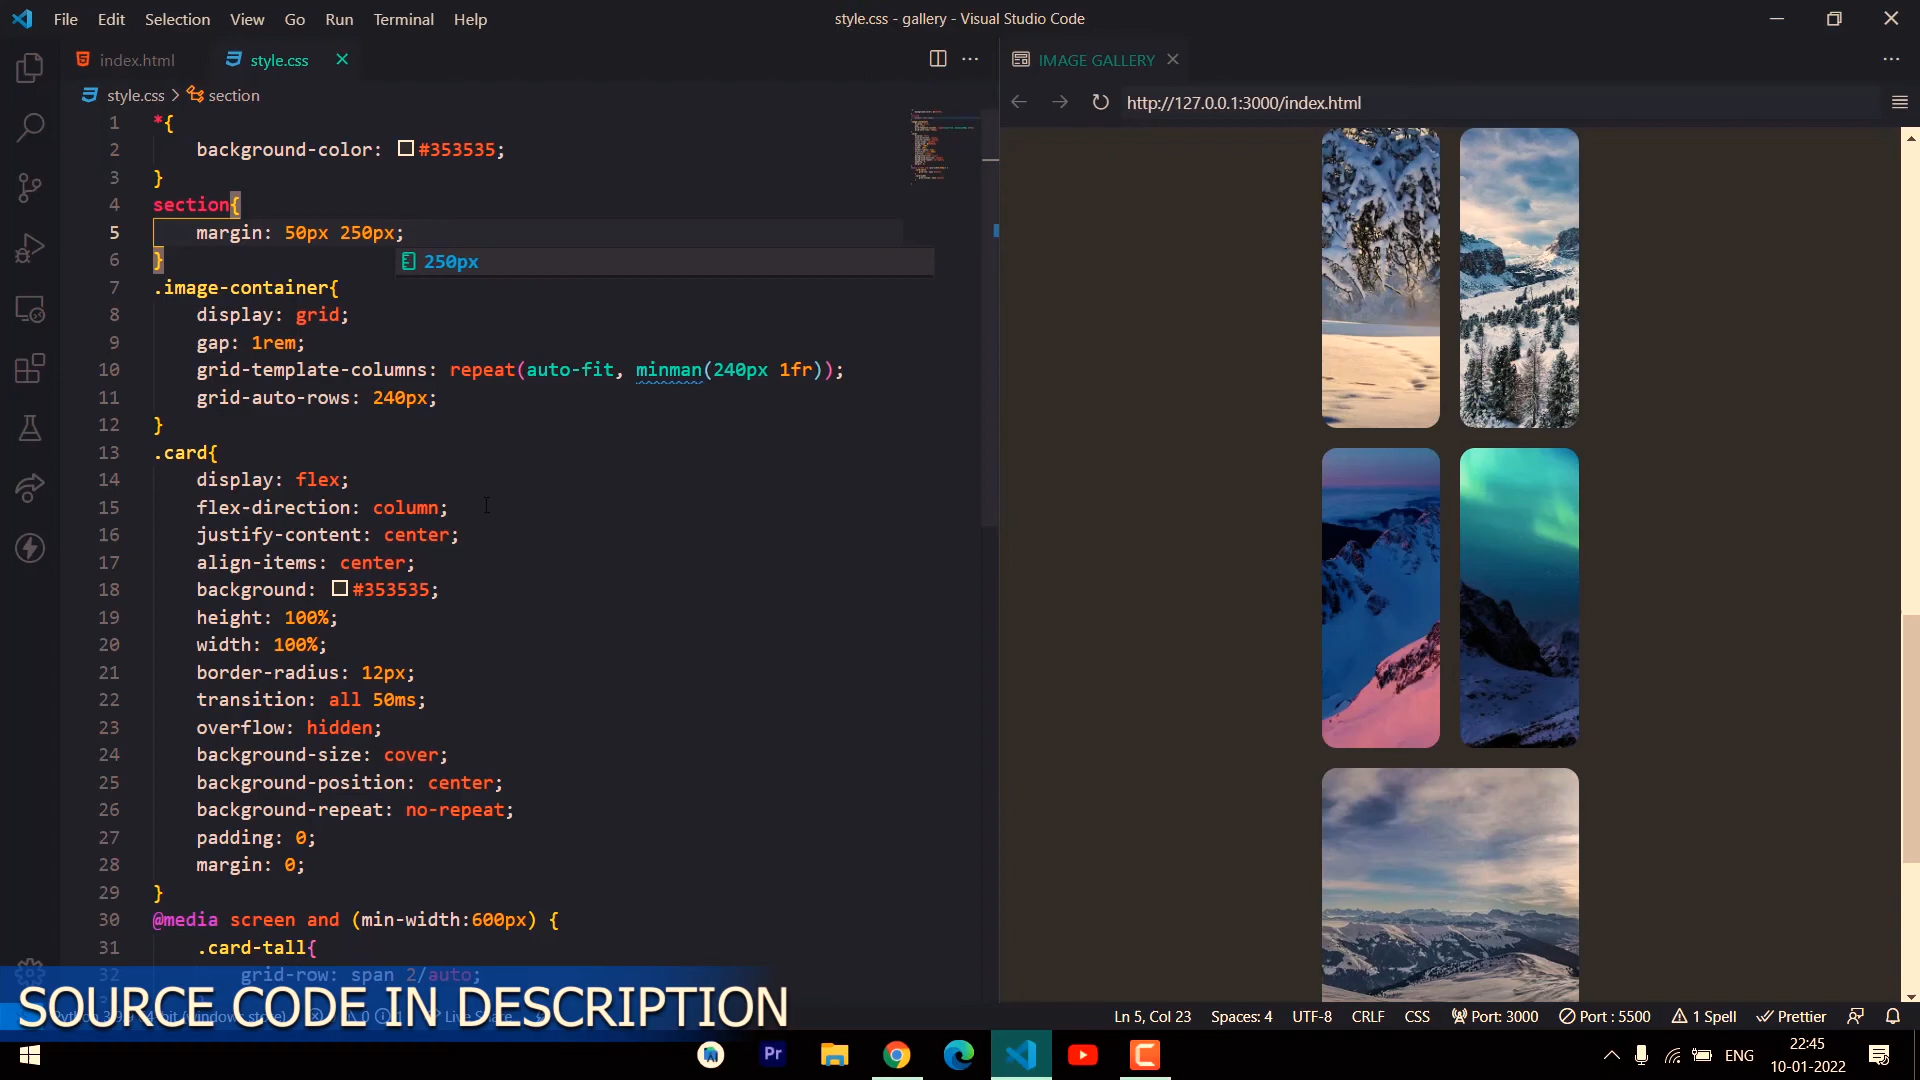 File Edit Selection View Go Run Terminal Help
style.css - gallery - Visual Studio Code
index.html
style.css
IMAGE GALLERY
style.css > section
http://127.0.0.1:3000/index.html
1 *{
2 background-color: #353535;
3 }
4 section{
5 margin: 50px 250px;
6 }
250px
7 .image-container{
8 display: grid;
9 gap: 1rem;
10 grid-template-columns: repeat(auto-fit, minman(240px 1fr));
11 grid-auto-rows: 240px;
12 }
13 .card{
14 display: flex;
15 flex-direction: column;
16 justify-content: center;
17 align-items: center;
18 background: #353535;
19 height: 100%;
20 width: 100%;
21 border-radius: 12px;
22 transition: all 50ms;
23 overflow: hidden;
24 background-size: cover;
25 background-position: center;
26 background-repeat: no-repeat;
27 padding: 0;
28 margin: 0;
29 }
30 @media screen and (min-width:600px) {
31 .card-tall{
32 grid-row: span 2/auto;
SOURCE CODE IN DESCRIPTION
Ln 5, Col 23 Spaces: 4 UTF-8 CRLF CSS Port: 3000 Port : 5500 1 Spell Prettier
Pr
ENG
22:45
10-01-2022